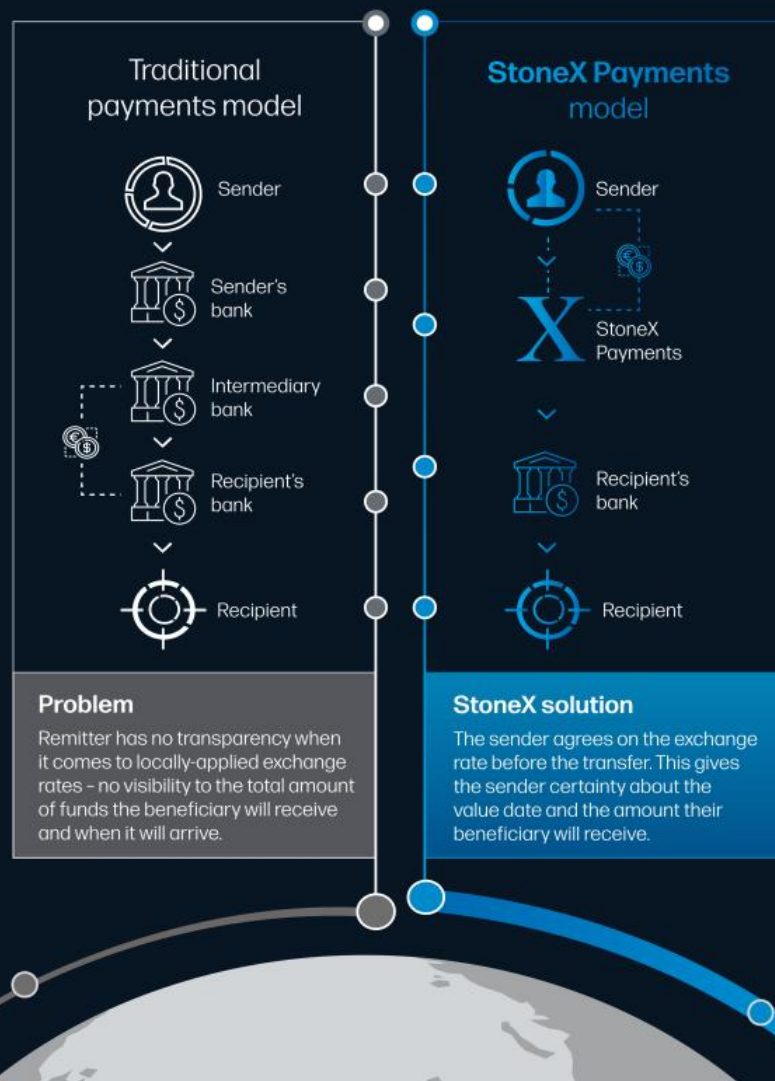 Traditional
payments model
Sender
Sender's
bank
Intermediary
bank
Recipient's
bank
Recipient
Problem
Remitter has no transparency when
it comes to locally-applied exchange
rates – no visibility to the total amount
of funds the beneficiary will receive
and when it will arrive.
StoneX Payments
model
Sender
X
StoneX
Payments
Recipient's
bank
Recipient
StoneX solution
The sender agrees on the exchange
rate before the transfer. This gives
the sender certainty about the
value date and the amount their
beneficiary will receive.